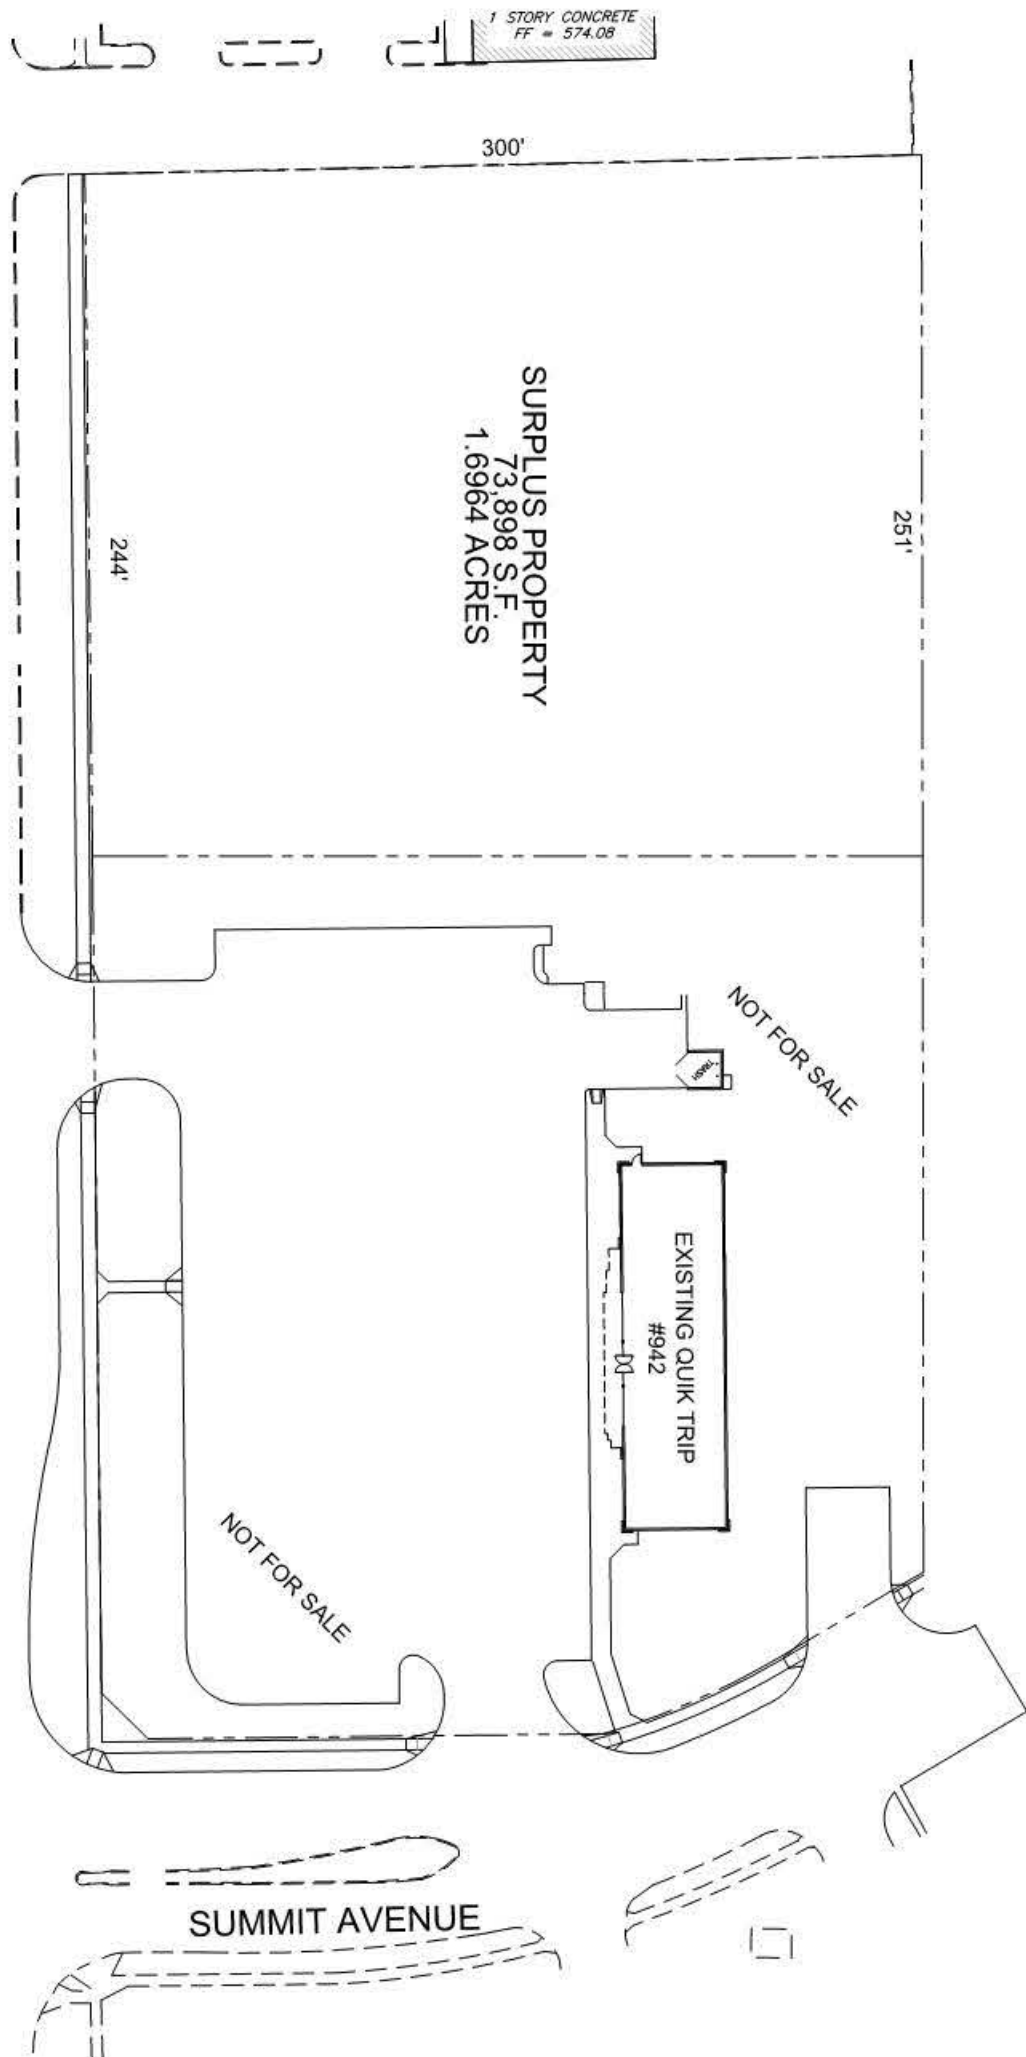 1 STORY CONCRETE
FF = 574.08
300'
SURPLUS PROPERTY
73,898 S.F.
1.6964 ACRES
251'
244'
NOT FOR SALE
TRASH
EXISTING QUIK TRIP
#942
NOT FOR SALE
SUMMIT AVENUE